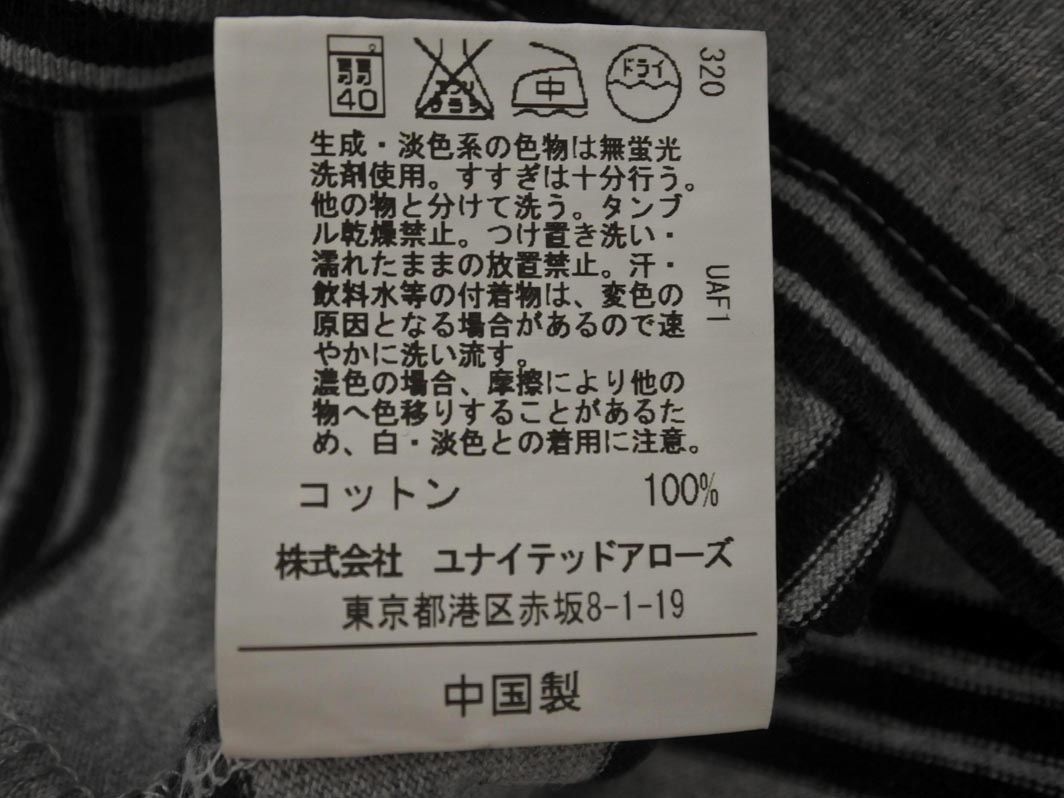 弱
40
エンソ
サラシ
中
ドライ
320
生成・淡色系の色物は無蛍光
洗剤使用。すすぎは十分行う。
他の物と分けて洗う。タンブ
ル乾燥禁止。つけ置き洗い・
濡れたままの放置禁止。汗・
飲料水等の付着物は、変色の
原因となる場合があるので速
やかに洗い流す。
濃色の場合、摩擦により他の
物へ色移りすることがあるた
め、白・淡色との着用に注意。
UAF1
コットン 100%
株式会社 ユナイテッドアローズ
東京都港区赤坂8-1-19
中国製